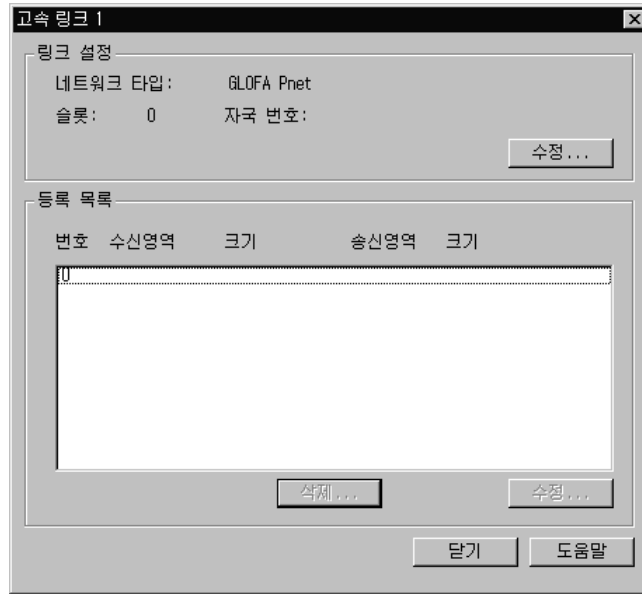 고속 링크 1
링크 설정
네트워크 타입: GLOFA Pnet
슬롯: 0 자국 번호:
수정...
등록 목록
번호 수신영역 크기 송신영역 크기
0
삭제... 수정...
닫기 도움말